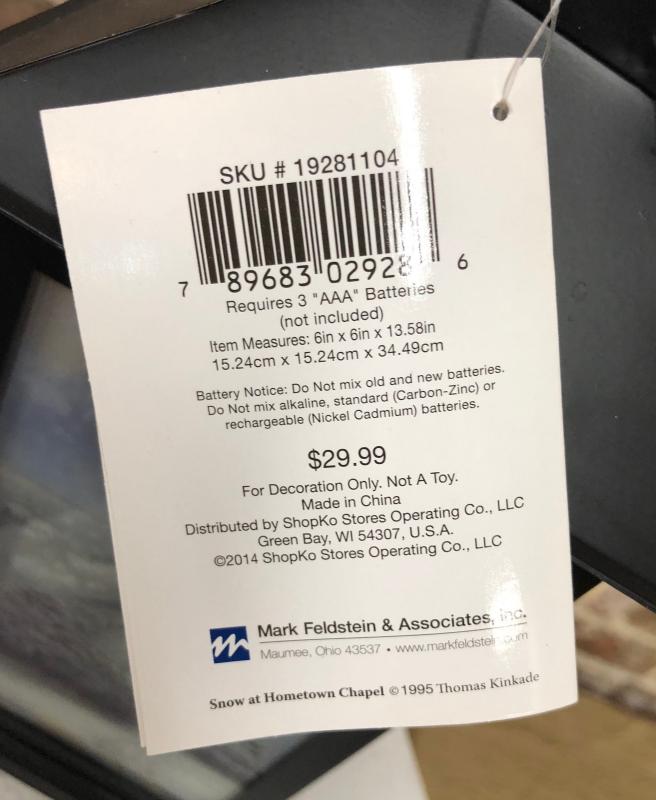 SKU # 19281104
7 89683 02928 6
Requires 3 "AAA" Batteries
(not included)
Item Measures: 6in x 6in x 13.58in
15.24cm x 15.24cm x 34.49cm
Battery Notice: Do Not mix old and new batteries.
Do Not mix alkaline, standard (Carbon-Zinc) or
rechargeable (Nickel Cadmium) batteries.
$29.99
For Decoration Only. Not A Toy.
Made in China
Distributed by ShopKo Stores Operating Co., LLC
Green Bay, WI 54307, U.S.A.
©2014 ShopKo Stores Operating Co., LLC
m
Mark Feldstein & Associates, Inc.
Maumee, Ohio 43537 • www.markfeldstein.com
Snow at Hometown Chapel ©1995 Thomas Kinkade